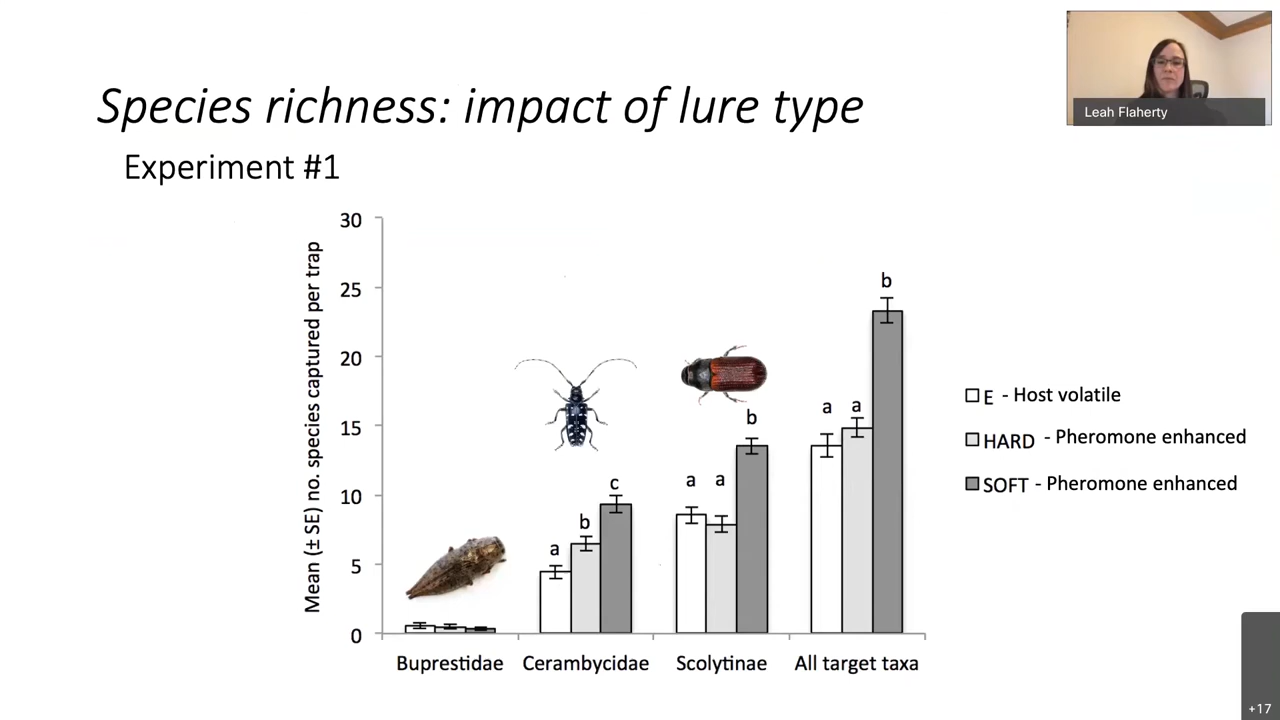 Species richness: impact of lure type
Leah Flaherty
Experiment #1
Mean (± SE) no. species captured per trap
30
25
20
15
10
5
0
a
b
c
a
a
b
a
a
b
Buprestidae
Cerambycidae
Scolytinae
All target taxa
E - Host volatile
HARD - Pheromone enhanced
SOFT - Pheromone enhanced
+17